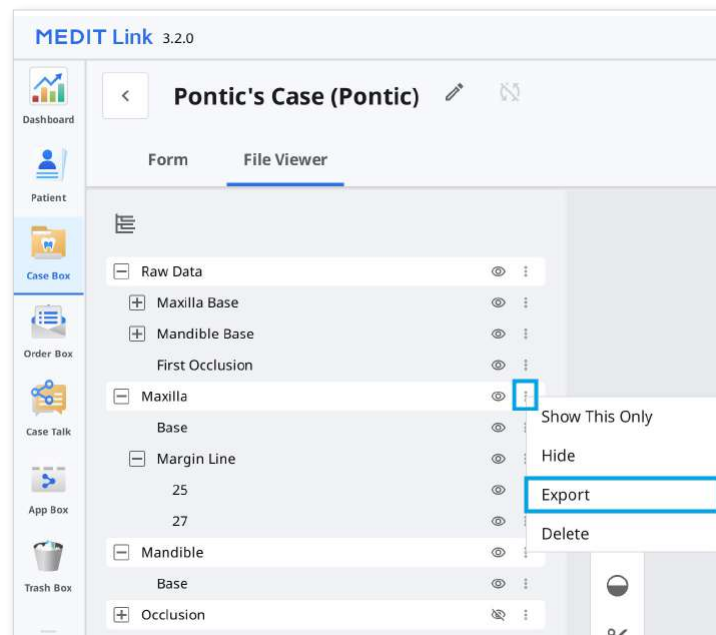 MEDIT Link 3.2.0
Dashboard
Pontic's Case (Pontic)
Form File Viewer
Patient
Case Box
Raw Data
Maxilla Base
Mandible Base
First Occlusion
Order Box
Maxilla
Show This Only
Base
Case Talk
Hide
Margin Line
25
Export
27
App Box
Delete
Mandible
Base
Trash Box
Occlusion